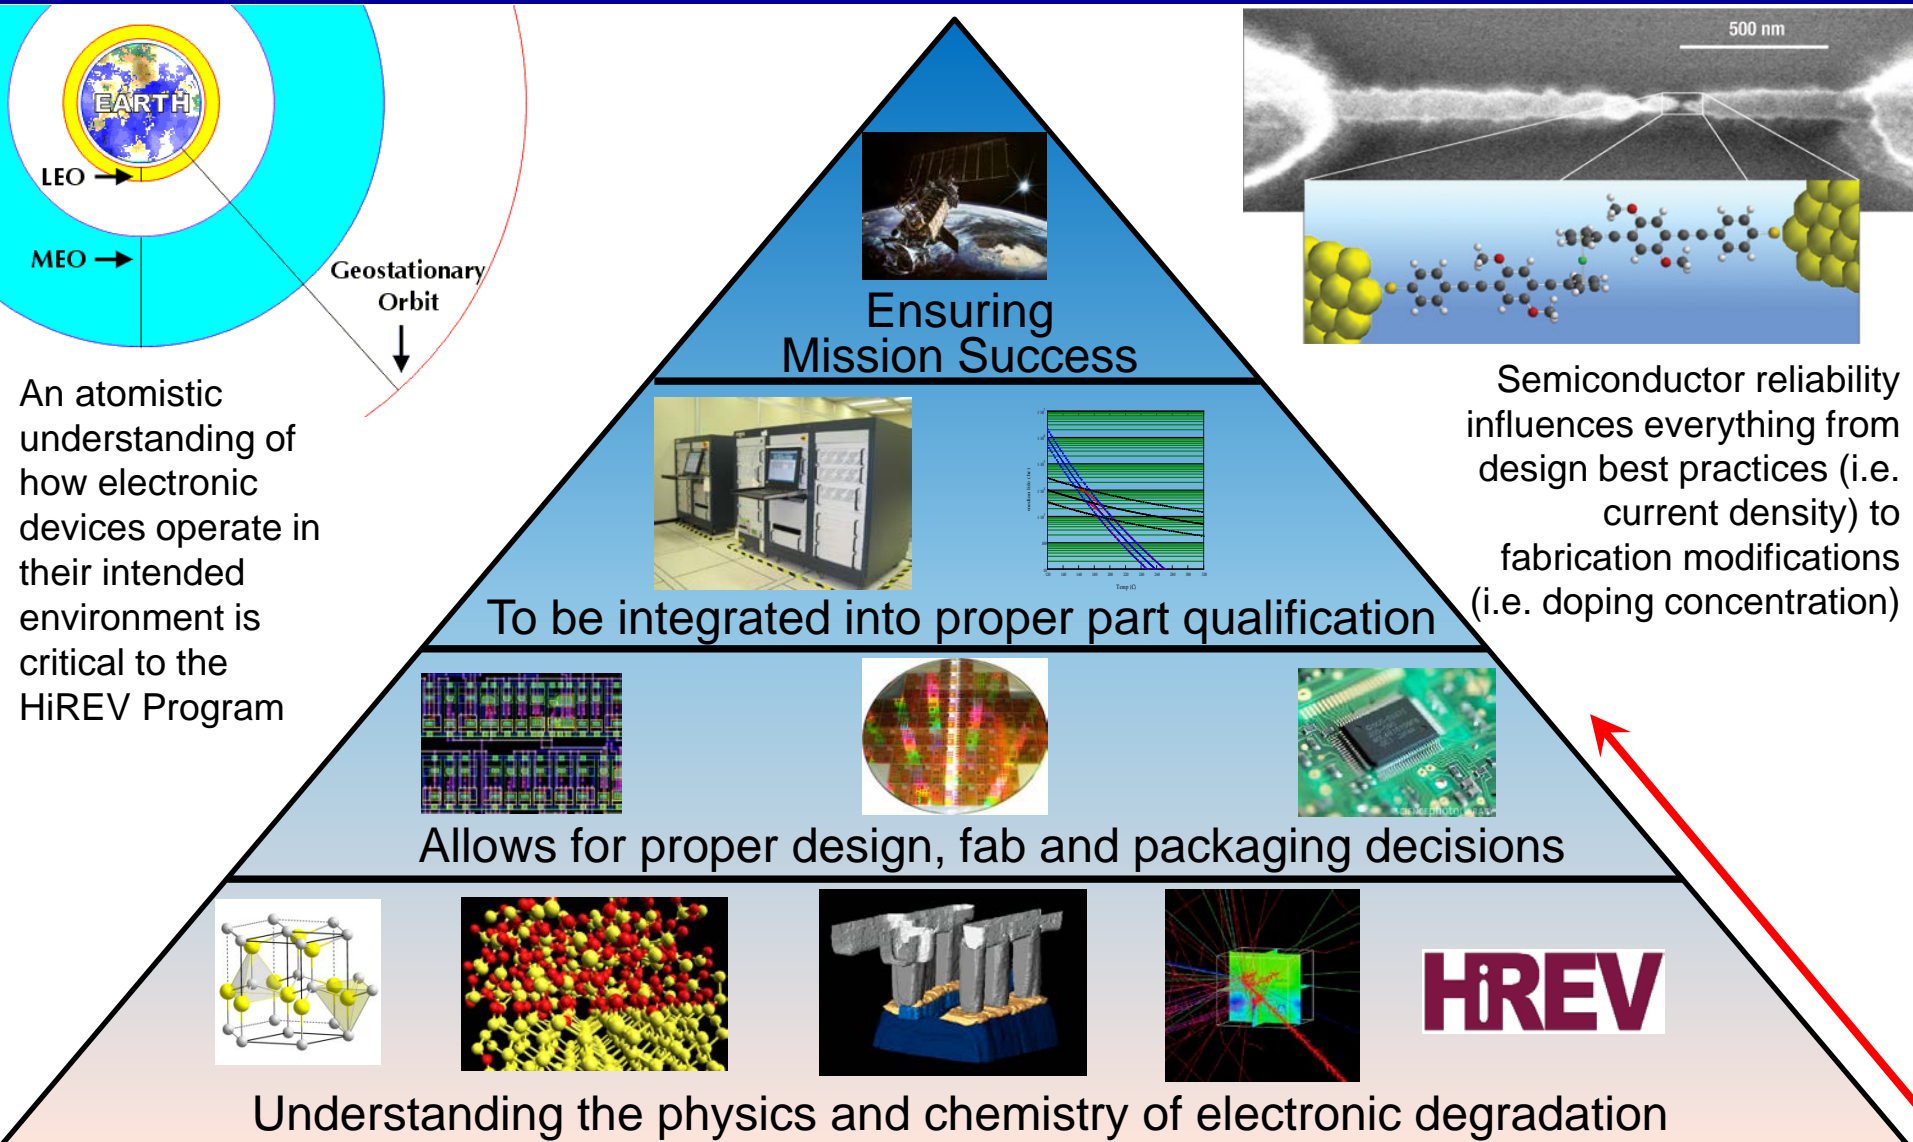 EARTH
LEO
MEO
Geostationary
Orbit
An atomistic
understanding of
how electronic
devices operate in
their intended
environment is
critical to the
HiREV Program
500 nm
Semiconductor reliability
influences everything from
design best practices (i.e.
current density) to
fabrication modifications
(i.e. doping concentration)
Ensuring
Mission Success
Temp (C)
To be integrated into proper part qualification
Allows for proper design, fab and packaging decisions
HiREV
Understanding the physics and chemistry of electronic degradation